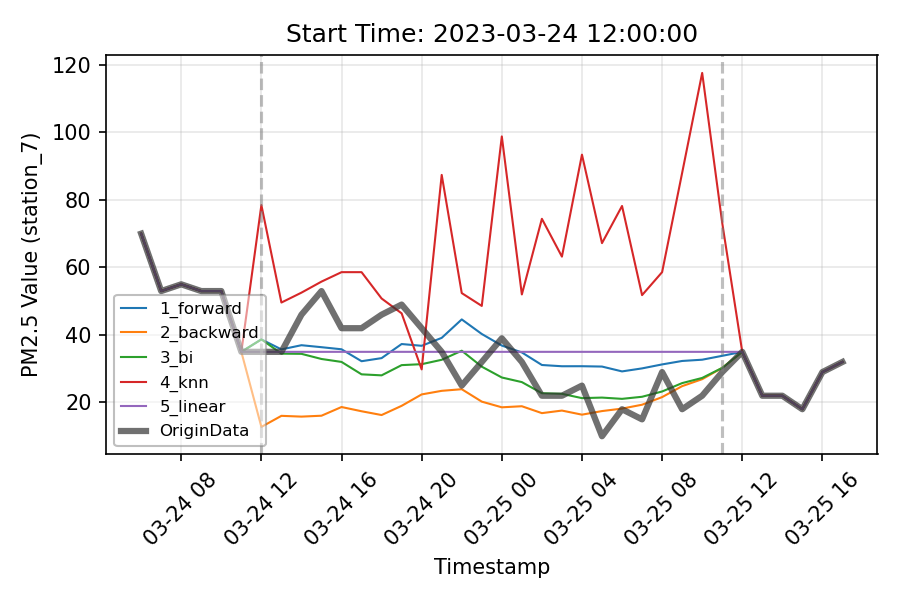 Start Time: 2023-03-24 12:00:00
PM2.5 Value (station_7)
120
100
80
60
40
20
1_forward
2_backward
3_bi
4_knn
5_linear
OriginData
03-24 08
03-24 12
03-24 16
03-24 20
03-25 00
03-25 04
03-25 08
03-25 12
03-25 16
Timestamp